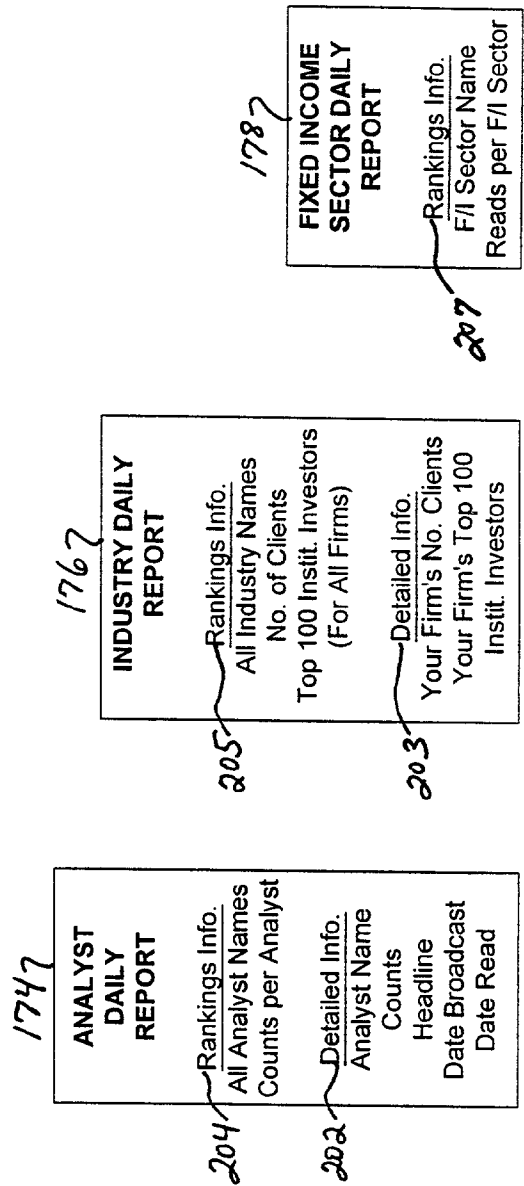 174
ANALYST
DAILY
REPORT
204
Rankings Info.
All Analyst Names
Counts per Analyst
202
Detailed Info.
Analyst Name
Counts
Headline
Date Broadcast
Date Read
176
INDUSTRY DAILY
REPORT
205
Rankings Info.
All Industry Names
No. of Clients
Top 100 Instit. Investors
(For All Firms)
203
Detailed Info.
Your Firm's No. Clients
Your Firm's Top 100
Instit. Investors
178
FIXED INCOME
SECTOR DAILY
REPORT
207
Rankings Info.
F/I Sector Name
Reads per F/I Sector